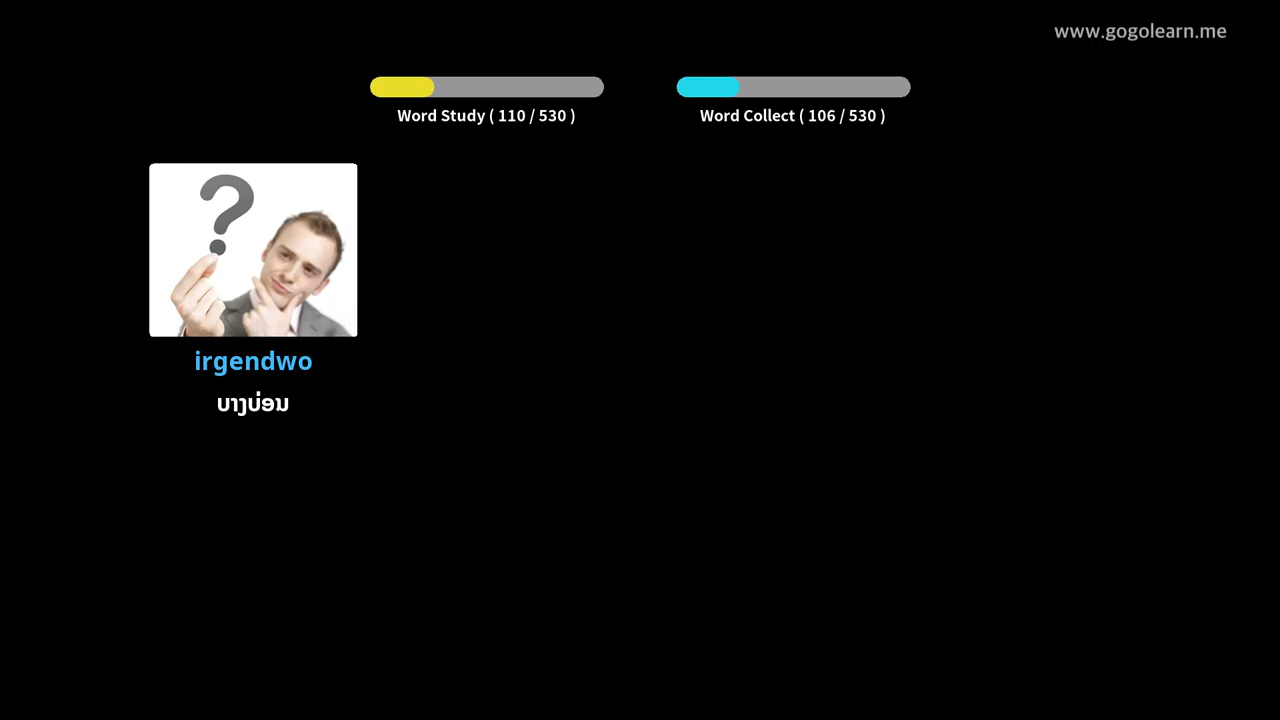 www.gogolearn.me
Word Study ( 110 / 530 )
Word Collect ( 106 / 530 )
irgendwo
ບາງບ່ອນ